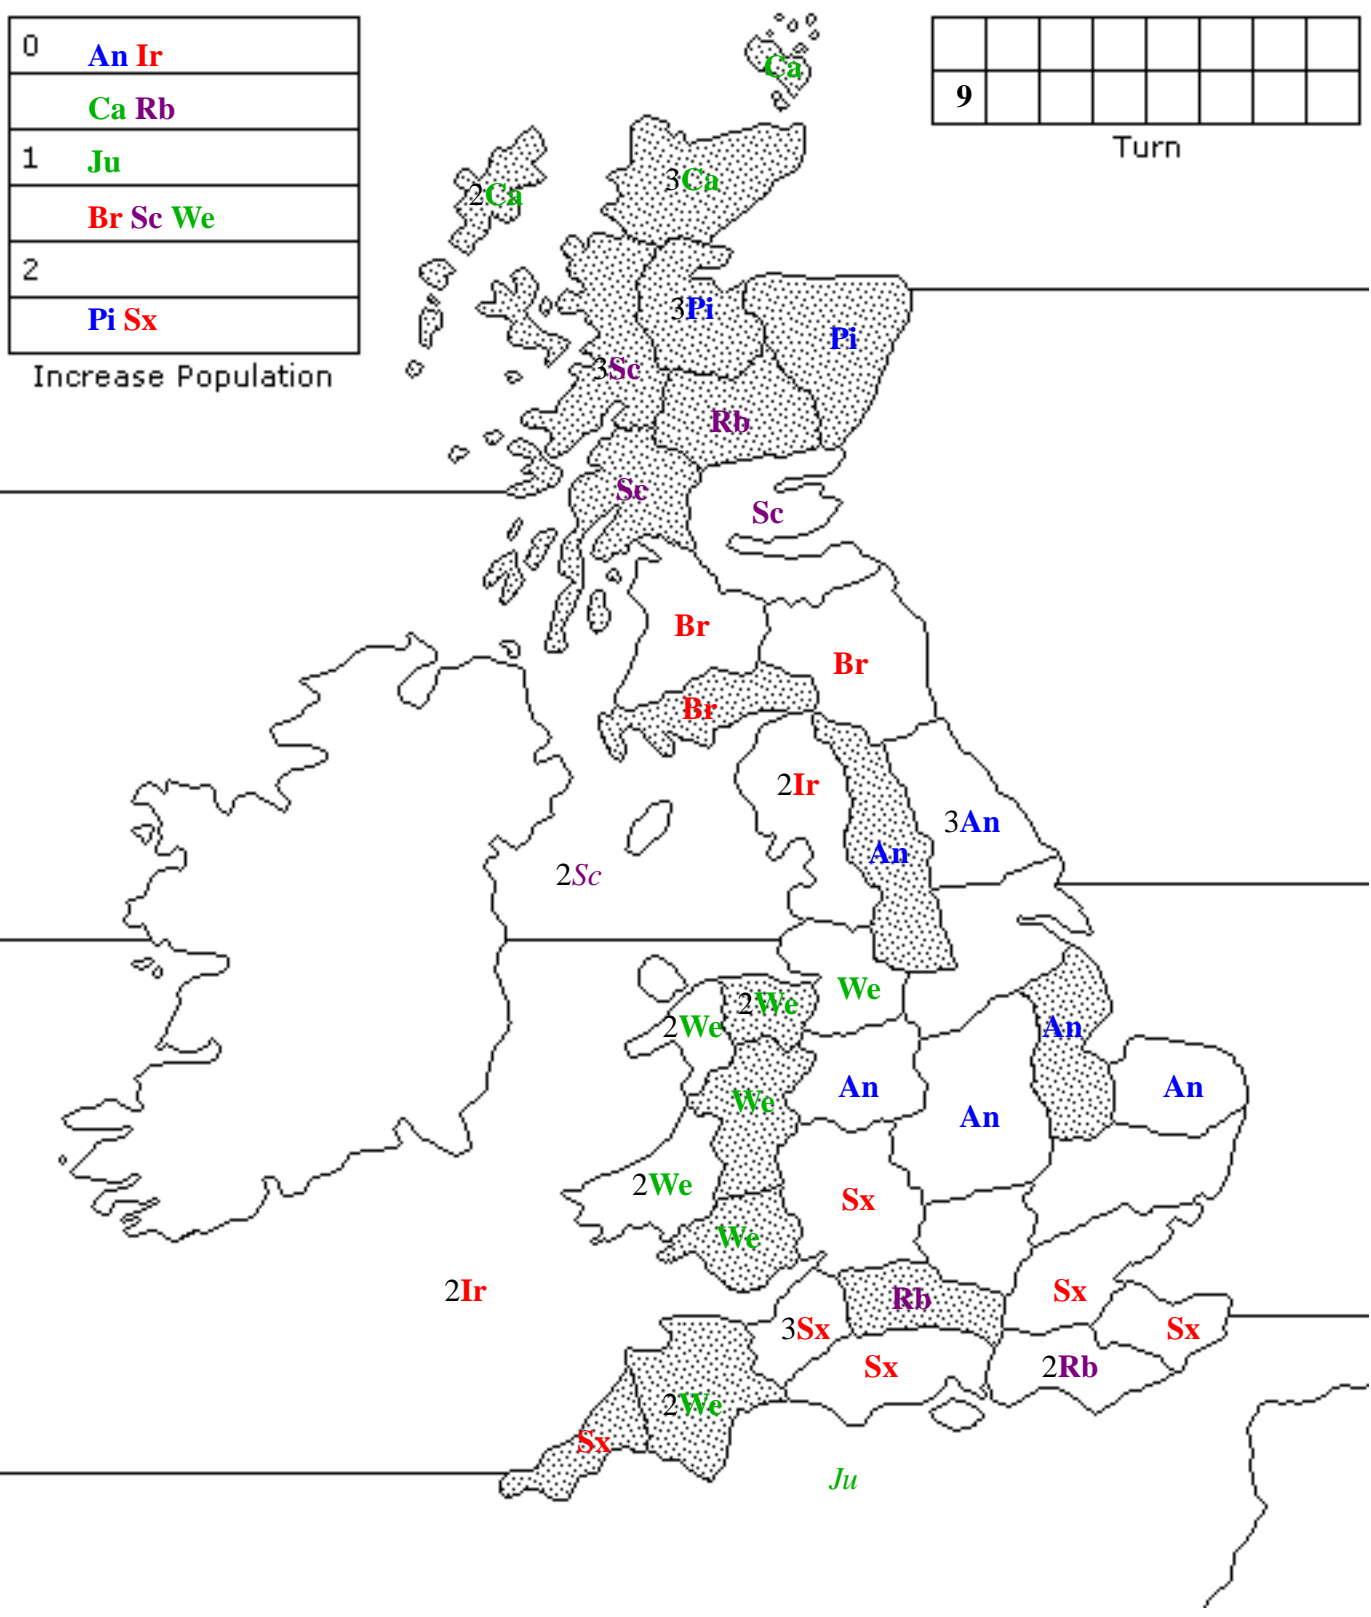 0 An Ir
Ca Rb
1 Ju
Br Sc We
2
Pi Sx
Increase Population
9
Turn
Ca
3Ca
2Ca
3Pi
Pi
3Sc
Rb
Sc
Sc
Br
Br
Br
2Ir
3An
An
2Sc
We
2We
2We
An
An
An
We
An
2We
Sx
We
2Ir
Sx
Rb
3Sx
Sx
Sx
2Rb
2We
Sx
Ju